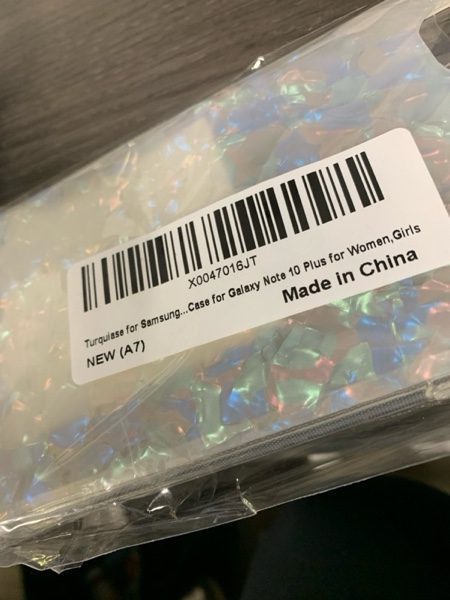 X0047016JT
Turquiase for Samsung...Case for Galaxy Note 10 Plus for Women,Girls
NEW (A7)
Made in China